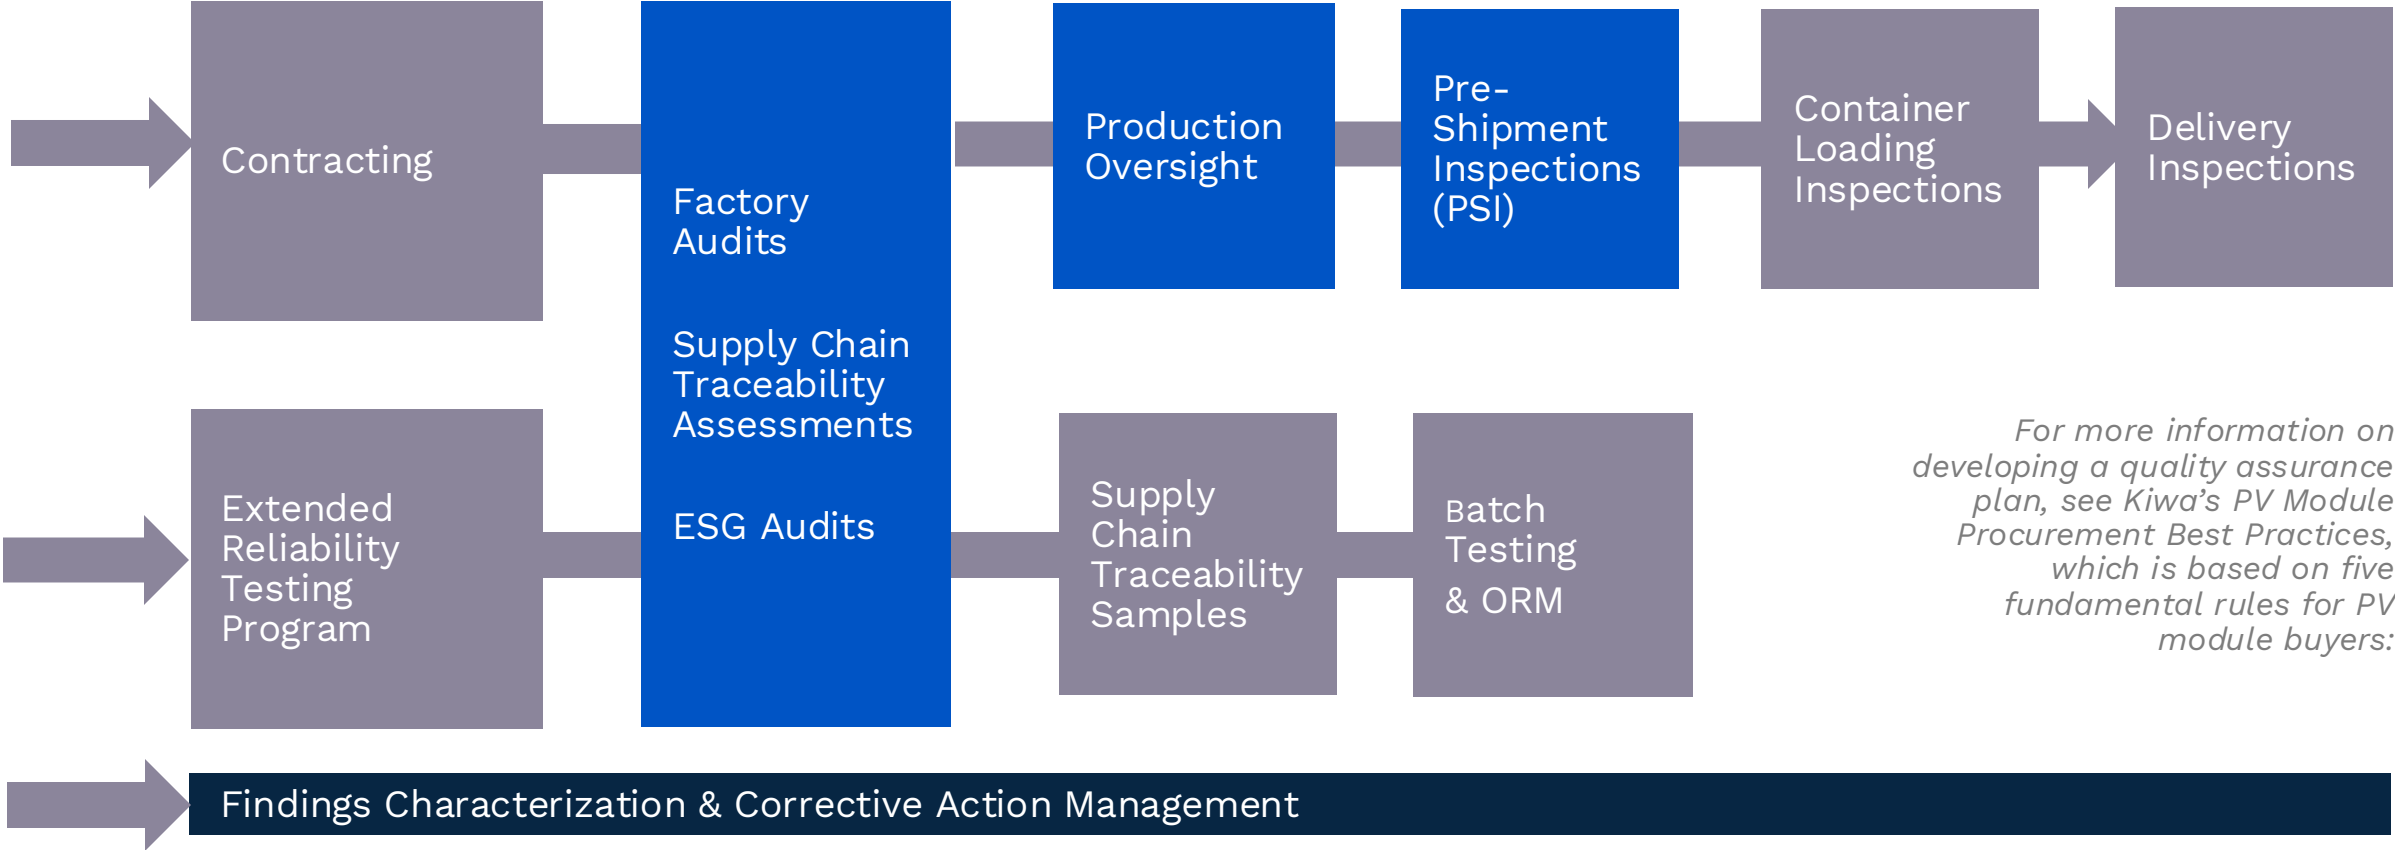 Contracting
Factory
Audits
Supply Chain
Traceability
Assessments
ESG Audits
Production
Oversight
Pre-
Shipment
Inspections
(PSI)
Container
Loading
Inspections
Delivery
Inspections
Extended
Reliability
Testing
Program
Supply
Chain
Traceability
Samples
Batch
Testing
& ORM
For more information on
developing a quality assurance
plan, see Kiwa’s PV Module
Procurement Best Practices,
which is based on five
fundamental rules for PV
module buyers:
Findings Characterization & Corrective Action Management